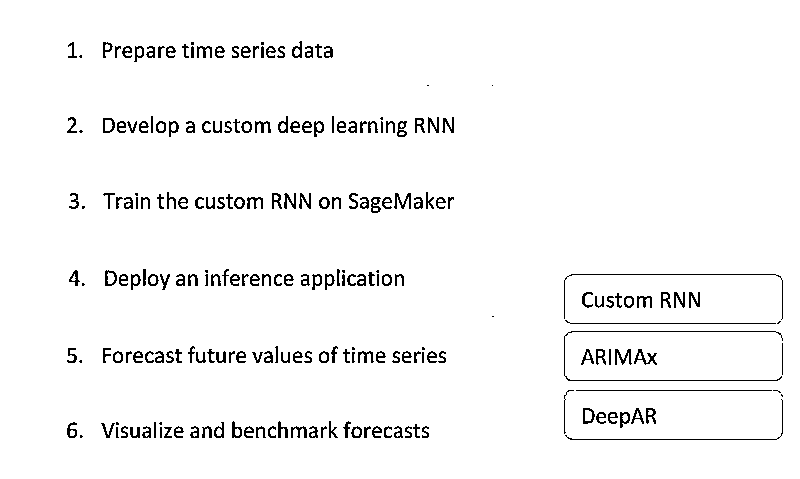 1. Prepare time series data
2. Develop a custom deep learning RNN
3. Train the custom RNN on SageMaker
4. Deploy an inference application
5. Forecast future values of time series
6. Visualize and benchmark forecasts
Custom RNN
ARIMAx
DeepAR